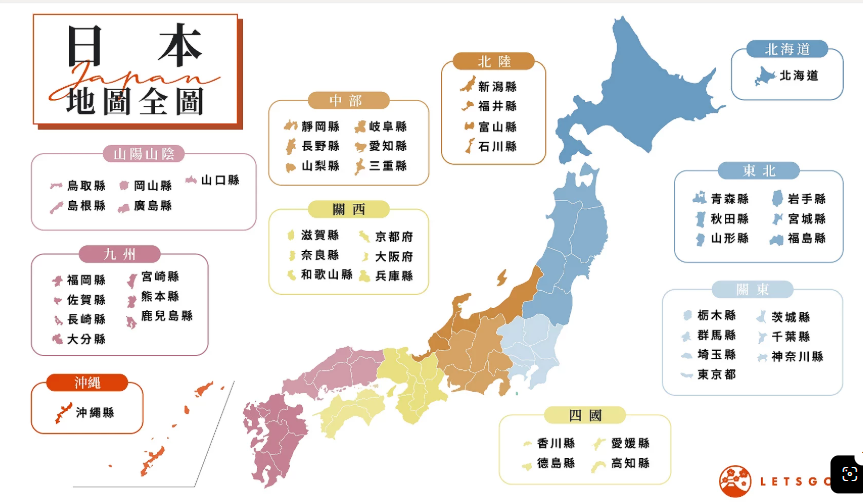 日本
Japan
地圖全圖
北海道
北海道
北陸
新潟縣
福井縣
富山縣
石川縣
中部
靜岡縣 岐阜縣
長野縣 愛知縣
山梨縣 三重縣
山陽山陰
鳥取縣 岡山縣 山口縣
島根縣 廣島縣
關西
滋賀縣 京都府
奈良縣 大阪府
和歌山縣 兵庫縣
東北
青森縣 岩手縣
秋田縣 宮城縣
山形縣 福島縣
九州
福岡縣 宮崎縣
佐賀縣 熊本縣
長崎縣 鹿兒島縣
大分縣
關東
栃木縣 茨城縣
群馬縣 千葉縣
埼玉縣 神奈川縣
東京都
沖縄
沖繩縣
四國
香川縣 愛媛縣
德島縣 高知縣
LETSGO